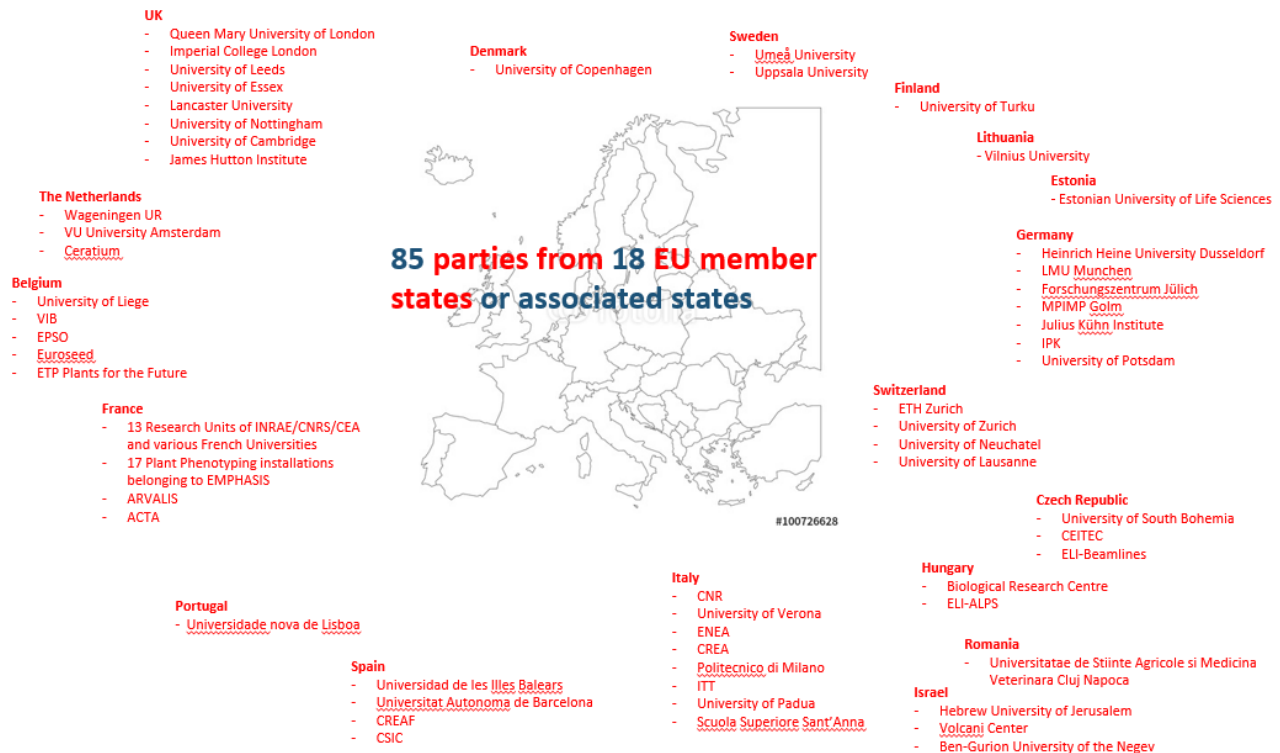 UK
- Queen Mary University of London
- Imperial College London
- University of Leeds
- University of Essex
- Lancaster University
- University of Nottingham
- University of Cambridge
- James Hutton Institute
Denmark
- University of Copenhagen
Sweden
- Umeå University
- Uppsala University
Finland
- University of Turku
Lithuania
- Vilnius University
Estonia
- Estonian University of Life Sciences
The Netherlands
- Wageningen UR
- VU University Amsterdam
- Ceratium
85 parties from 18 EU member
states or associated states
Germany
- Heinrich Heine University Dusseldorf
- LMU Munchen
- Forschungszentrum Jülich
- MPIMP Golm
- Julius Kühn Institute
- IPK
- University of Potsdam
Belgium
- University of Liege
- VIB
- EPSO
- Euroseed
- ETP Plants for the Future
Switzerland
- ETH Zurich
- University of Zurich
- University of Neuchatel
- University of Lausanne
France
- 13 Research Units of INRAE/CNRS/CEA
and various French Universities
- 17 Plant Phenotyping installations
belonging to EMPHASIS
- ARVALIS
- ACTA
#100726628
Czech Republic
- University of South Bohemia
- CEITEC
- ELI-Beamlines
Hungary
- Biological Research Centre
- ELI-ALPS
Portugal
- Universidade nova de Lisboa
Italy
- CNR
- University of Verona
- ENEA
- CREA
- Politecnico di Milano
- ITT
- University of Padua
- Scuola Superiore Sant'Anna
Spain
- Universidad de les Illes Balears
- Universitat Autonoma de Barcelona
- CREAF
- CSIC
Romania
- Universitatae de Stiinte Agricole si Medicina
Veterinara Cluj Napoca
Israel
- Hebrew University of Jerusalem
- Volcani Center
- Ben-Gurion University of the Negev